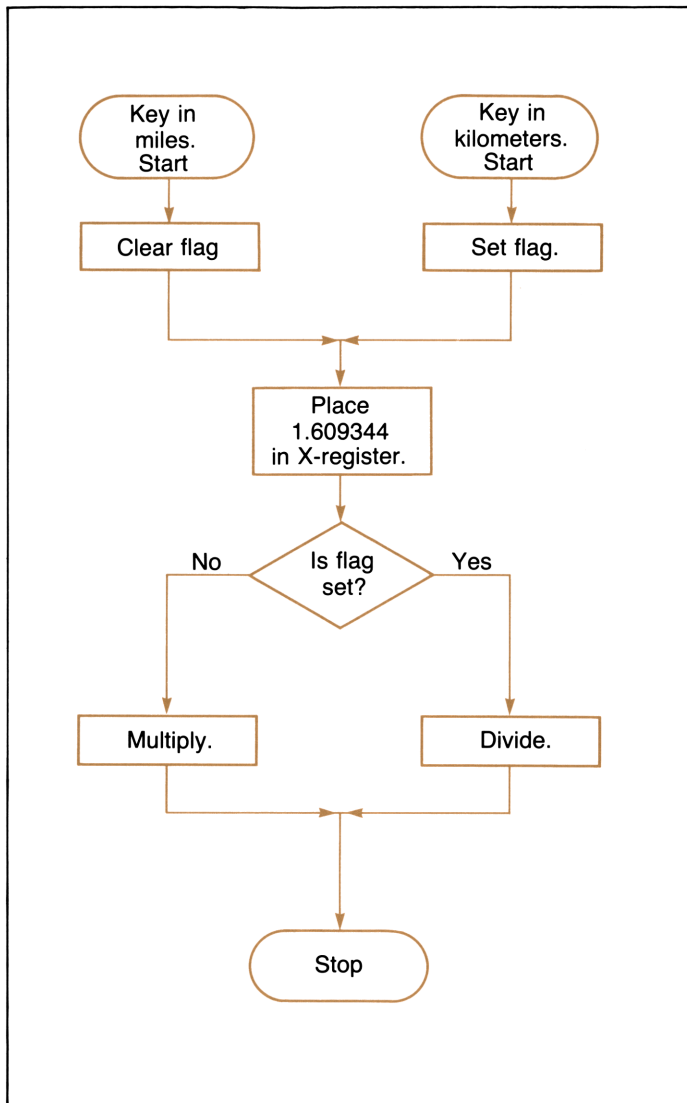 Key in
miles.
Start
Key in
kilometers.
Start
Clear flag
Set flag.
Place
1.609344
in X-register.
Is flag
set?
No
Yes
Multiply.
Divide.
Stop